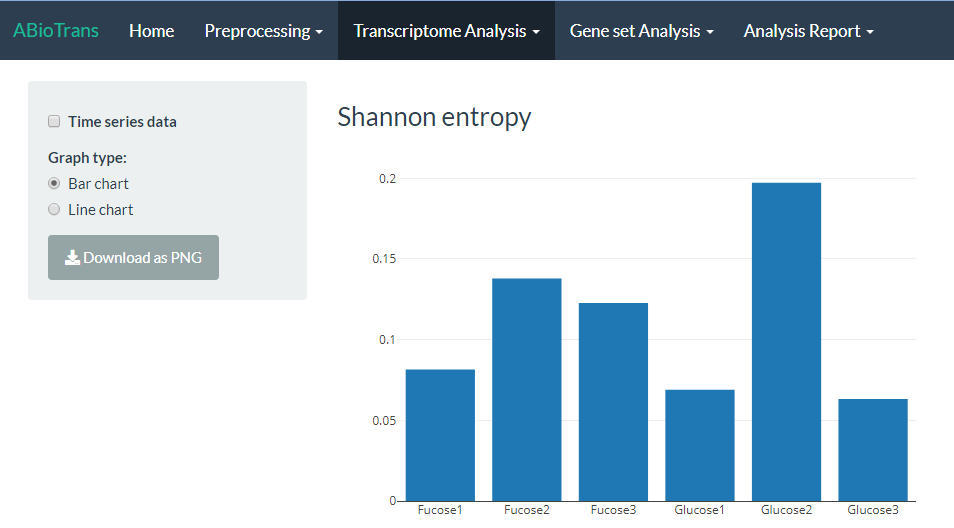 ABioTrans Home Preprocessing Transcriptome Analysis Gene set Analysis Analysis Report
Time series data
Graph type:
Bar chart
Line chart
Download as PNG
Shannon entropy
0.2
0.15
0.1
0.05
0
Fucose1 Fucose2 Fucose3 Glucose1 Glucose2 Glucose3